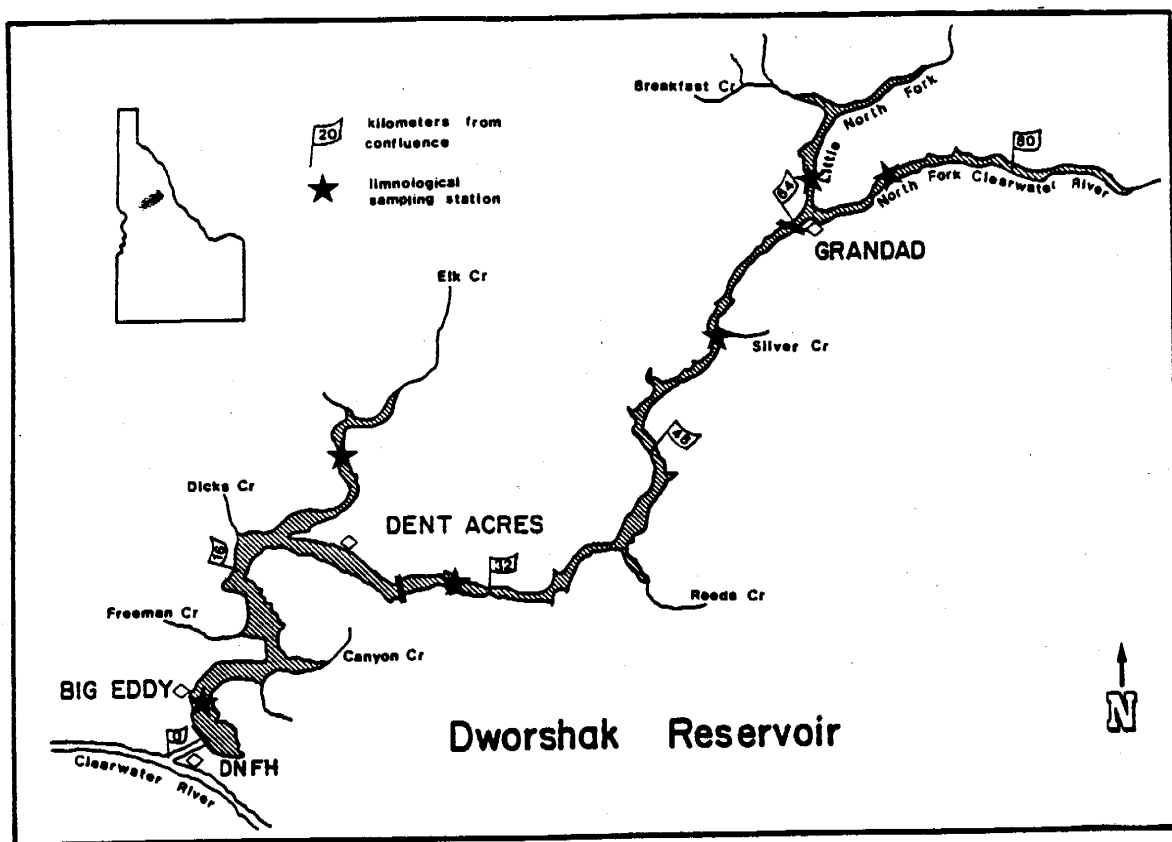 Breakfast Cr
20
kilometers from
confluence
limnological
sampling station
Little North Fork
80
North Fork Clearwater River
64
GRANDAD
Elk Cr
Silver Cr
48
Dicks Cr
DENT ACRES
16
32
Reeds Cr
Freeman Cr
Canyon Cr
BIG EDDY
0
DNFH
Clearwater River
Dworshak Reservoir
N